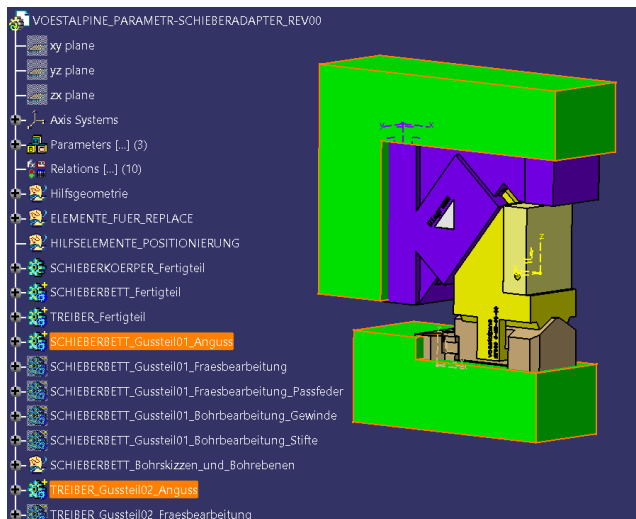 VOESTALPINE_PARAMETR-SCHIEBERADAPTER_REV00
xy plane
yz plane
zx plane
Axis Systems
Parameters [...] (3)
Relations [...] (10)
Hilfsgeometrie
ELEMENTE_FUER_REPLACE
HILFSELEMENTE_POSITIONIERUNG
SCHIEBERKOERPER_Fertigteil
SCHIEBERBETT_Fertigteil
TREIBER_Fertigteil
SCHIEBERBETT_Gussteil01_Anguss
SCHIEBERBETT_Gussteil01_Fraesbearbeitung
SCHIEBERBETT_Gussteil01_Fraesbearbeitung_Passfeder
SCHIEBERBETT_Gussteil01_Bohrbearbeitung_Gewinde
SCHIEBERBETT_Gussteil01_Bohrbearbeitung_Stifte
SCHIEBERBETT_Bohrskizzen_und_Bohrebenen
TREIBER_Gussteil02_Anguss
TREIBER_Gussteil02_Fraesbearbeitung